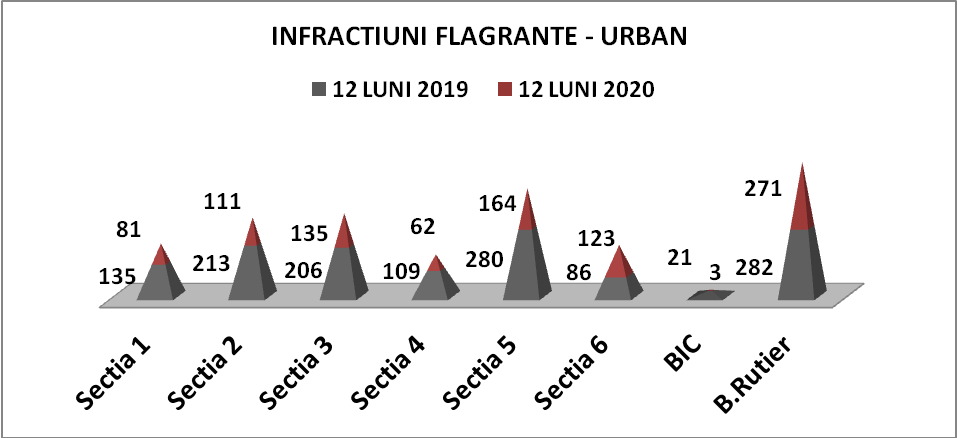 INFRACTIUNI FLAGRANTE - URBAN
12 LUNI 2019 12 LUNI 2020
81 111 135 62 164 123 21 3 271
135 213 206 109 280 86 282
Sectia 1 Sectia 2 Sectia 3 Sectia 4 Sectia 5 Sectia 6 BIC B.Rutier